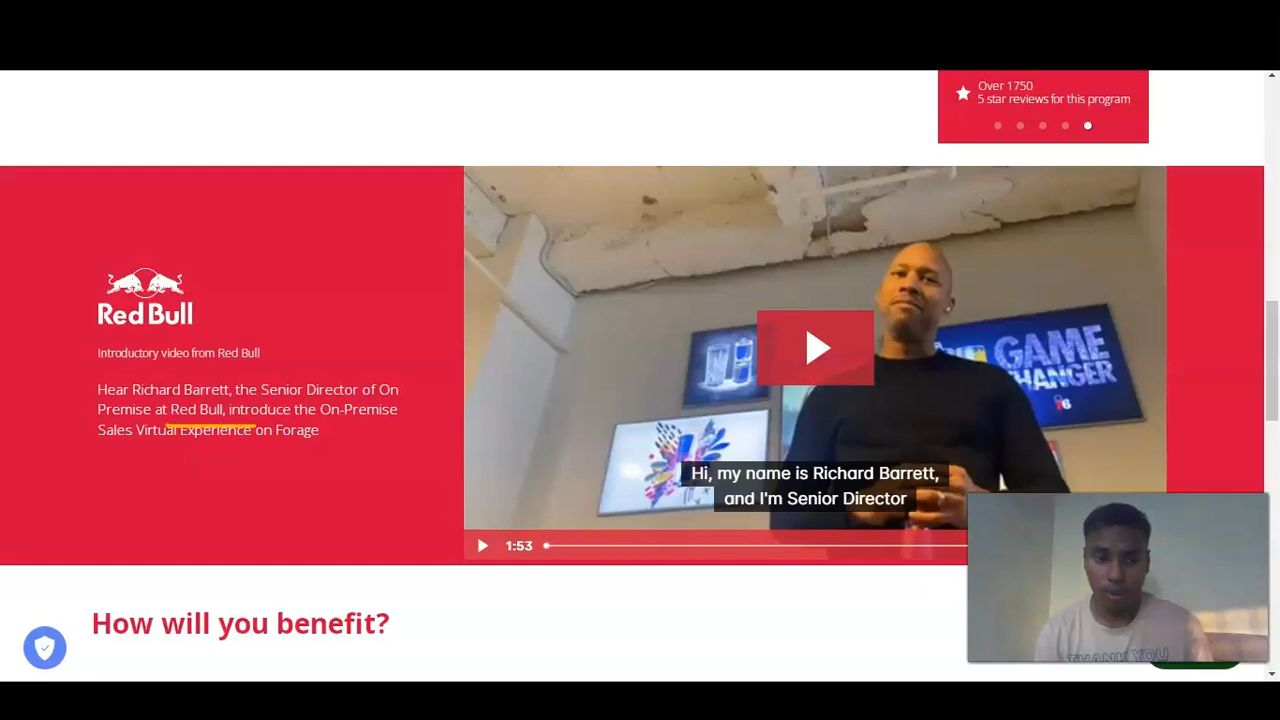 Over 1750
5 star reviews for this program
Red Bull
Introductory video from Red Bull
Hear Richard Barrett, the Senior Director of On
Premise at Red Bull, introduce the On-Premise
Sales Virtual Experience on Forage
GAME
CHANGER
Hi, my name is Richard Barrett,
and I'm Senior Director
1:53
How will you benefit?
THANK YOU